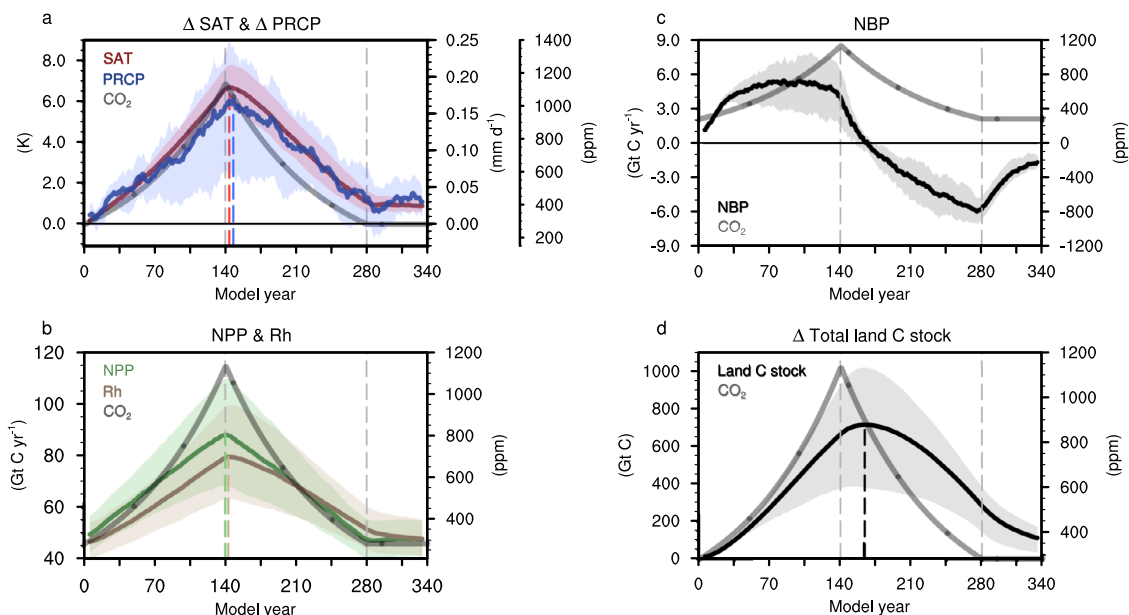 a
Δ SAT & Δ PRCP
SAT
PRCP
CO₂
8.0
6.0
4.0
2.0
0.0
(K)
0.25
0.20
0.15
0.10
0.05
0.00
(mm d⁻¹)
1400
1200
1000
800
600
400
200
(ppm)
0 70 140 210 280 340
Model year
c
NBP
9.0
6.0
3.0
0.0
-3.0
-6.0
-9.0
(Gt C yr⁻¹)
NBP
CO₂
1200
800
400
0
-400
-800
-1200
(ppm)
0 70 140 210 280 340
Model year
b
NPP & Rh
NPP
Rh
CO₂
120
100
80
60
40
(Gt C yr⁻¹)
1200
1000
800
600
400
(ppm)
0 70 140 210 280 340
Model year
d
Δ Total land C stock
Land C stock
CO₂
1000
800
600
400
200
0
(Gt C)
1200
1000
800
600
400
(ppm)
0 70 140 210 280 340
Model year